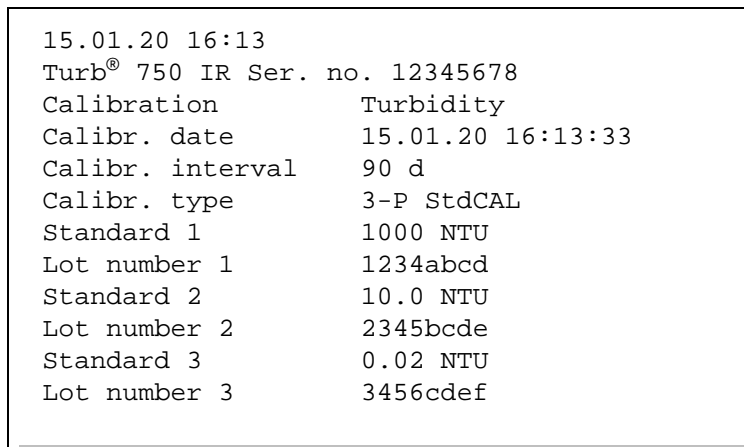 15.01.20 16:13
Turb® 750 IR Ser. no. 12345678
Calibration Turbidity
Calibr. date 15.01.20 16:13:33
Calibr. interval 90 d
Calibr. type 3-P StdCAL
Standard 1 1000 NTU
Lot number 1 1234abcd
Standard 2 10.0 NTU
Lot number 2 2345bcde
Standard 3 0.02 NTU
Lot number 3 3456cdef